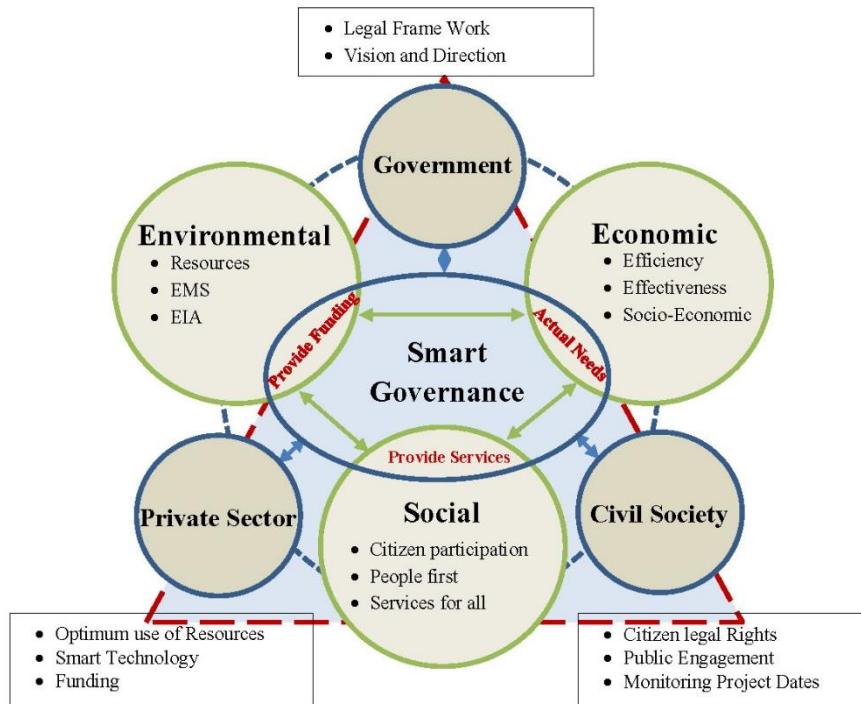 • Legal Frame Work
• Vision and Direction
Government
Environmental
• Resources
• EMS
• EIA
Economic
• Efficiency
• Effectiveness
• Socio-Economic
Provide Funding
Actual Needs
Smart
Governance
Provide Services
Private Sector
Social
• Citizen participation
• People first
• Services for all
Civil Society
• Optimum use of Resources
• Smart Technology
• Funding
• Citizen legal Rights
• Public Engagement
• Monitoring Project Dates